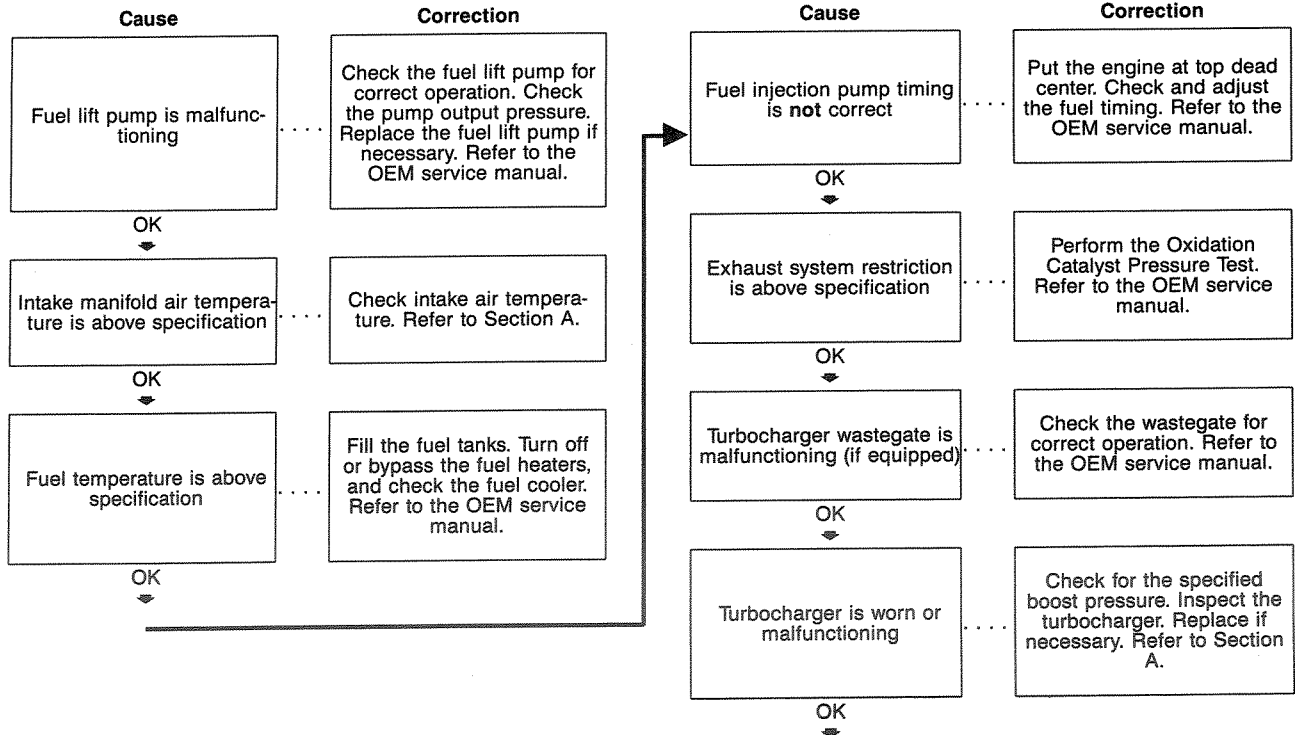 Cause
Correction
Fuel lift pump is malfunc-
tioning
. . . .
Check the fuel lift pump for
correct operation. Check
the pump output pressure.
Replace the fuel lift pump if
necessary. Refer to the
OEM service manual.
OK
Intake manifold air tempera-
ture is above specification
. . . .
Check intake air tempera-
ture. Refer to Section A.
OK
Fuel temperature is above
specification
. . . .
Fill the fuel tanks. Turn off
or bypass the fuel heaters,
and check the fuel cooler.
Refer to the OEM service
manual.
OK
Cause
Correction
Fuel injection pump timing
is not correct
. . . .
Put the engine at top dead
center. Check and adjust
the fuel timing. Refer to the
OEM service manual.
OK
Exhaust system restriction
is above specification
. . . .
Perform the Oxidation
Catalyst Pressure Test.
Refer to the OEM service
manual.
OK
Turbocharger wastegate is
malfunctioning (if equipped)
. . . .
Check the wastegate for
correct operation. Refer to
the OEM service manual.
OK
Turbocharger is worn or
malfunctioning
. . . .
Check for the specified
boost pressure. Inspect the
turbocharger. Replace if
necessary. Refer to Section
A.
OK